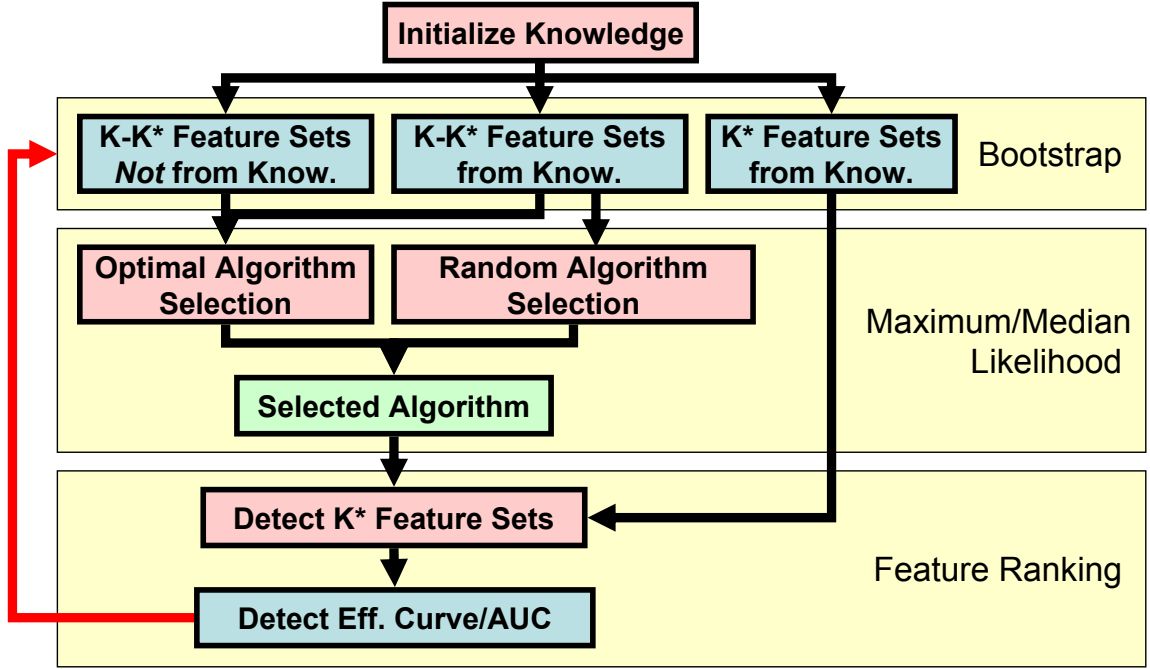 Initialize Knowledge
K-K* Feature Sets
Not from Know.
K-K* Feature Sets
from Know.
K* Feature Sets
from Know.
Bootstrap
Optimal Algorithm
Selection
Random Algorithm
Selection
Maximum/Median
Likelihood
Selected Algorithm
Detect K* Feature Sets
Feature Ranking
Detect Eff. Curve/AUC